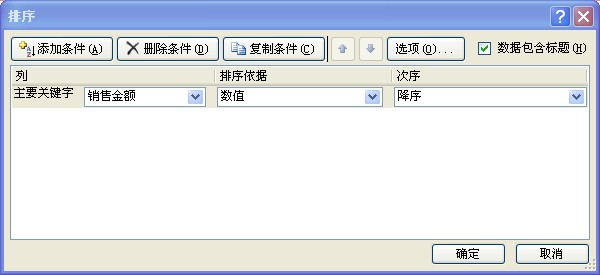 排序
添加条件(A) 删除条件(D) 复制条件(C) 选项(O)... 数据包含标题(H)
列 排序依据 次序
主要关键字 销售金额 数值 降序
确定 取消